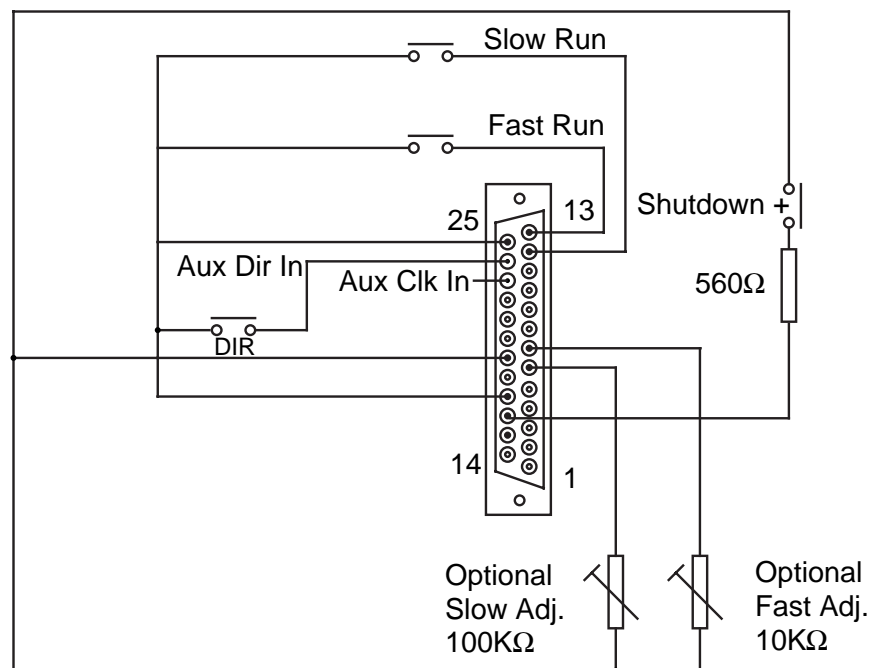 Slow Run
Fast Run
25
13
Shutdown +
Aux Dir In
Aux Clk In
560Ω
DIR
14
1
Optional
Slow Adj.
100KΩ
Optional
Fast Adj.
10KΩ